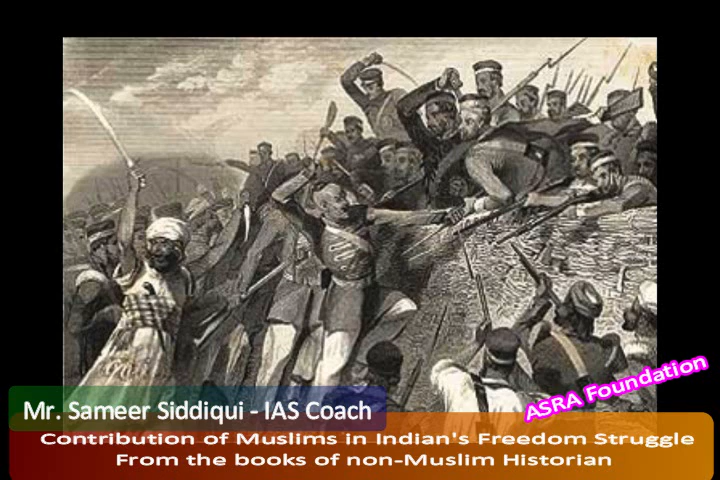 ASRA Foundation
Mr. Sameer Siddiqui - IAS Coach
Contribution of Muslims in Indian's Freedom Struggle
From the books of non-Muslim Historian